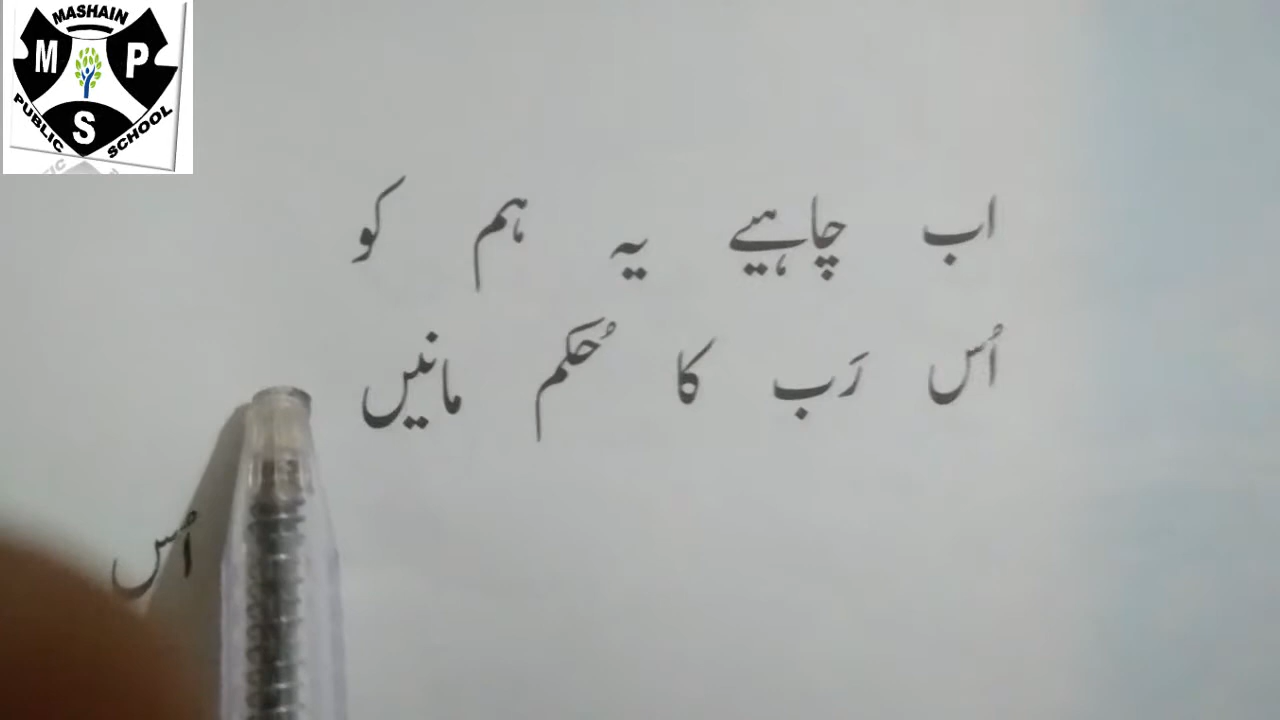 MASHAIN
M P
S
PUBLIC SCHOOL
اب چاہیے یہ ہم کو
اُس رَب کا حُکم مانیں
اُس